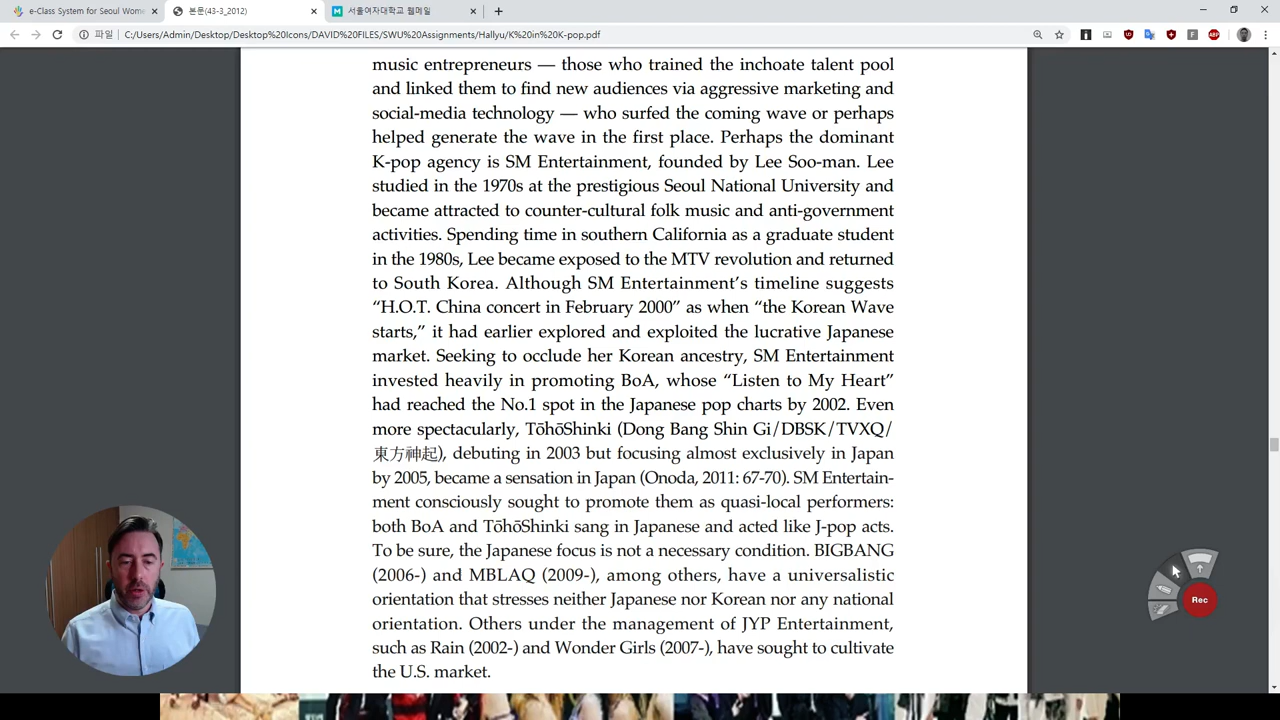 e-Class System for Seoul Wome
본문(43-3_2012)
서울여자대학교 웹메일
파일
C:/Users/Admin/Desktop/Desktop%20Icons/DAVID%20FILES/SWU%20Assignments/Hallyu/K%20in%20K-pop.pdf
music entrepreneurs — those who trained the inchoate talent pool
and linked them to find new audiences via aggressive marketing and
social-media technology — who surfed the coming wave or perhaps
helped generate the wave in the first place. Perhaps the dominant
K-pop agency is SM Entertainment, founded by Lee Soo-man. Lee
studied in the 1970s at the prestigious Seoul National University and
became attracted to counter-cultural folk music and anti-government
activities. Spending time in southern California as a graduate student
in the 1980s, Lee became exposed to the MTV revolution and returned
to South Korea. Although SM Entertainment's timeline suggests
“H.O.T. China concert in February 2000” as when “the Korean Wave
starts,” it had earlier explored and exploited the lucrative Japanese
market. Seeking to occlude her Korean ancestry, SM Entertainment
invested heavily in promoting BoA, whose “Listen to My Heart”
had reached the No.1 spot in the Japanese pop charts by 2002. Even
more spectacularly, TōhōShinki (Dong Bang Shin Gi/DBSK/TVXQ/
東方神起), debuting in 2003 but focusing almost exclusively in Japan
by 2005, became a sensation in Japan (Onoda, 2011: 67-70). SM Entertain-
ment consciously sought to promote them as quasi-local performers:
both BoA and TōhōShinki sang in Japanese and acted like J-pop acts.
To be sure, the Japanese focus is not a necessary condition. BIGBANG
(2006-) and MBLAQ (2009-), among others, have a universalistic
orientation that stresses neither Japanese nor Korean nor any national
orientation. Others under the management of JYP Entertainment,
such as Rain (2002-) and Wonder Girls (2007-), have sought to cultivate
the U.S. market.
Rec